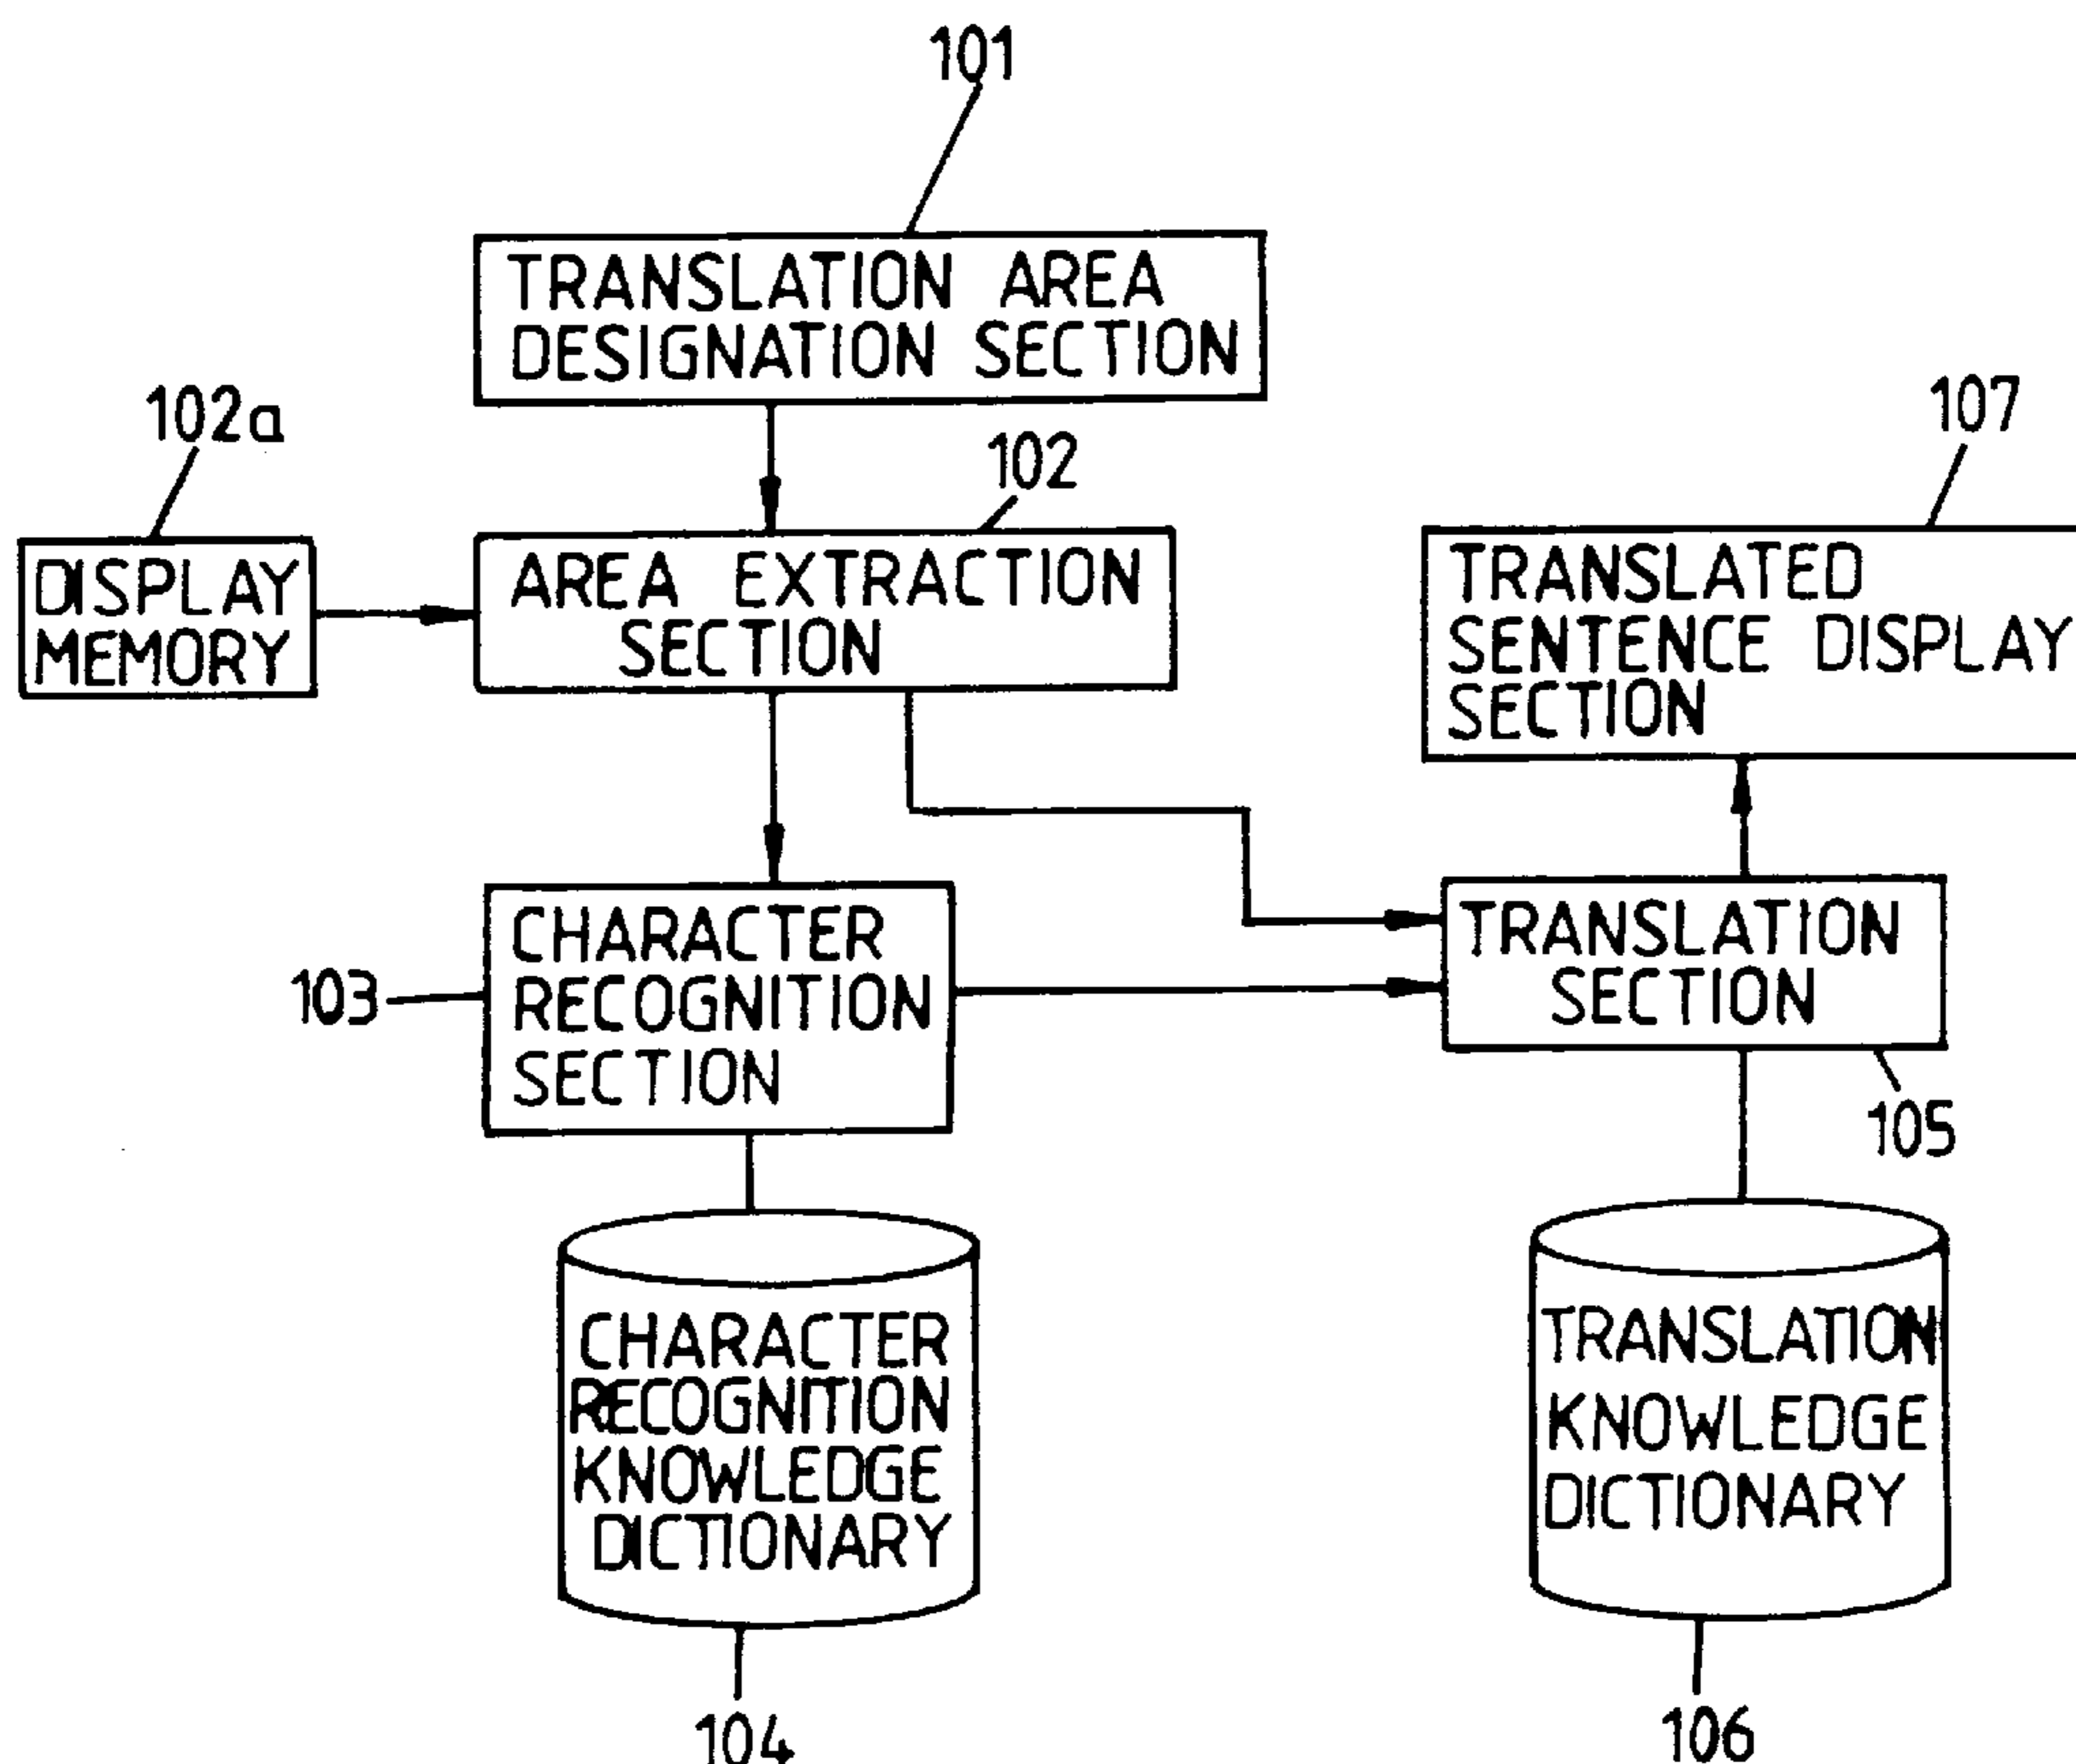 101
TRANSLATION AREA
DESIGNATION SECTION
102a
102
107
DISPLAY
MEMORY
AREA EXTRACTION
SECTION
TRANSLATED
SENTENCE DISPLAY
SECTION
103
CHARACTER
RECOGNITION
SECTION
TRANSLATION
SECTION
105
CHARACTER
RECOGNITION
KNOWLEDGE
DICTIONARY
TRANSLATION
KNOWLEDGE
DICTIONARY
104
106